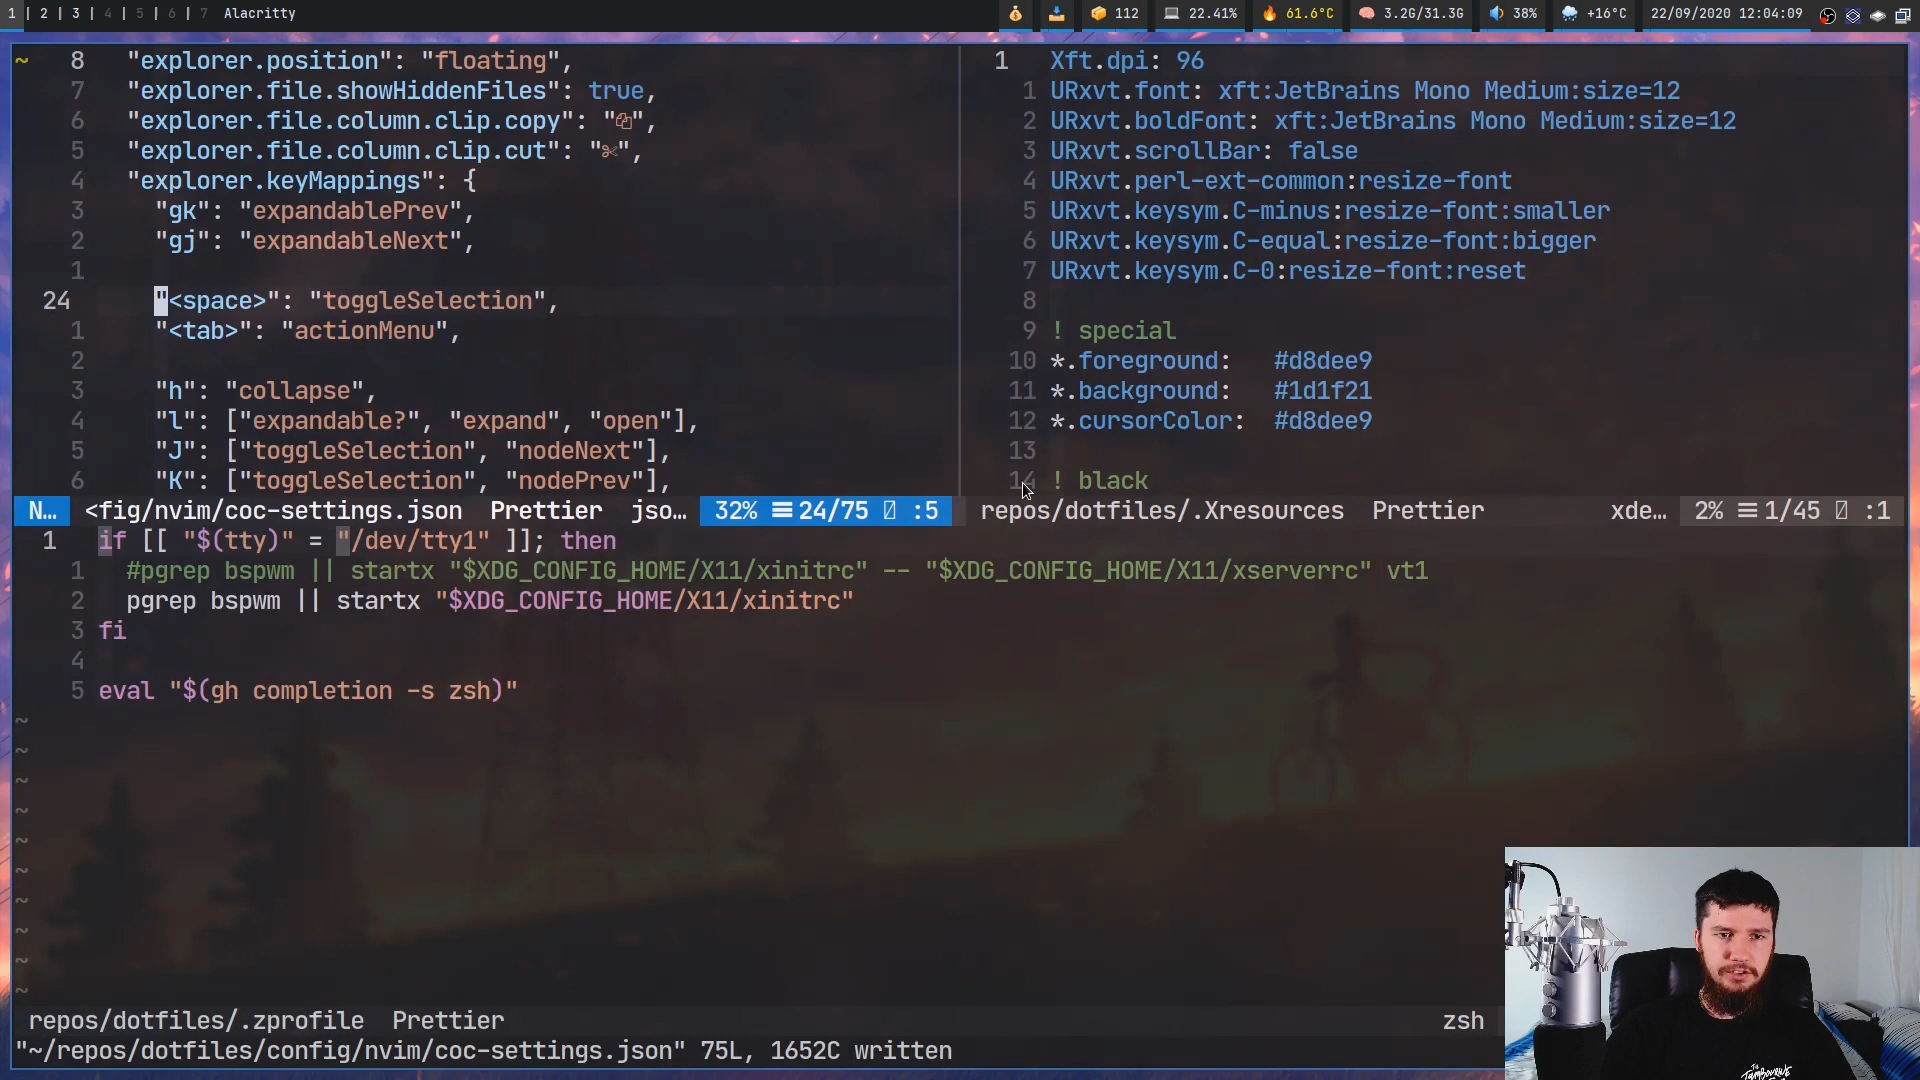 1 | 2 | 3 | 4 | 5 | 6 | 7 Alacritty 112 22.41% 61.6°C 3.2G/31.3G 38% +16°C 22/09/2020 12:04:09
~ 8 "explorer.position": "floating",
7 "explorer.file.showHiddenFiles": true,
6 "explorer.file.column.clip.copy": "",
5 "explorer.file.column.clip.cut": "✂",
4 "explorer.keyMappings": {
3 "gk": "expandablePrev",
2 "gj": "expandableNext",
1
24 "<space>": "toggleSelection",
1 "<tab>": "actionMenu",
2
3 "h": "collapse",
4 "l": ["expandable?", "expand", "open"],
5 "J": ["toggleSelection", "nodeNext"],
6 "K": ["toggleSelection", "nodePrev"],
N… <fig/nvim/coc-settings.json Prettier jso… 32% ☰ 24/75 :5
1 Xft.dpi: 96
1 URxvt.font: xft:JetBrains Mono Medium:size=12
2 URxvt.boldFont: xft:JetBrains Mono Medium:size=12
3 URxvt.scrollBar: false
4 URxvt.perl-ext-common:resize-font
5 URxvt.keysym.C-minus:resize-font:smaller
6 URxvt.keysym.C-equal:resize-font:bigger
7 URxvt.keysym.C-0:resize-font:reset
8
9 ! special
10 *.foreground: #d8dee9
11 *.background: #1d1f21
12 *.cursorColor: #d8dee9
13
14 ! black
repos/dotfiles/.Xresources Prettier xde… 2% ☰ 1/45 :1
1 if [[ "$(tty)" = "/dev/tty1" ]]; then
1 #pgrep bspwm || startx "$XDG_CONFIG_HOME/X11/xinitrc" -- "$XDG_CONFIG_HOME/X11/xserverrc" vt1
2 pgrep bspwm || startx "$XDG_CONFIG_HOME/X11/xinitrc"
3 fi
4
5 eval "$(gh completion -s zsh)"
~
~
~
~
~
~
~
~
~
~
repos/dotfiles/.zprofile Prettier zsh
"~/repos/dotfiles/config/nvim/coc-settings.json" 75L, 1652C written